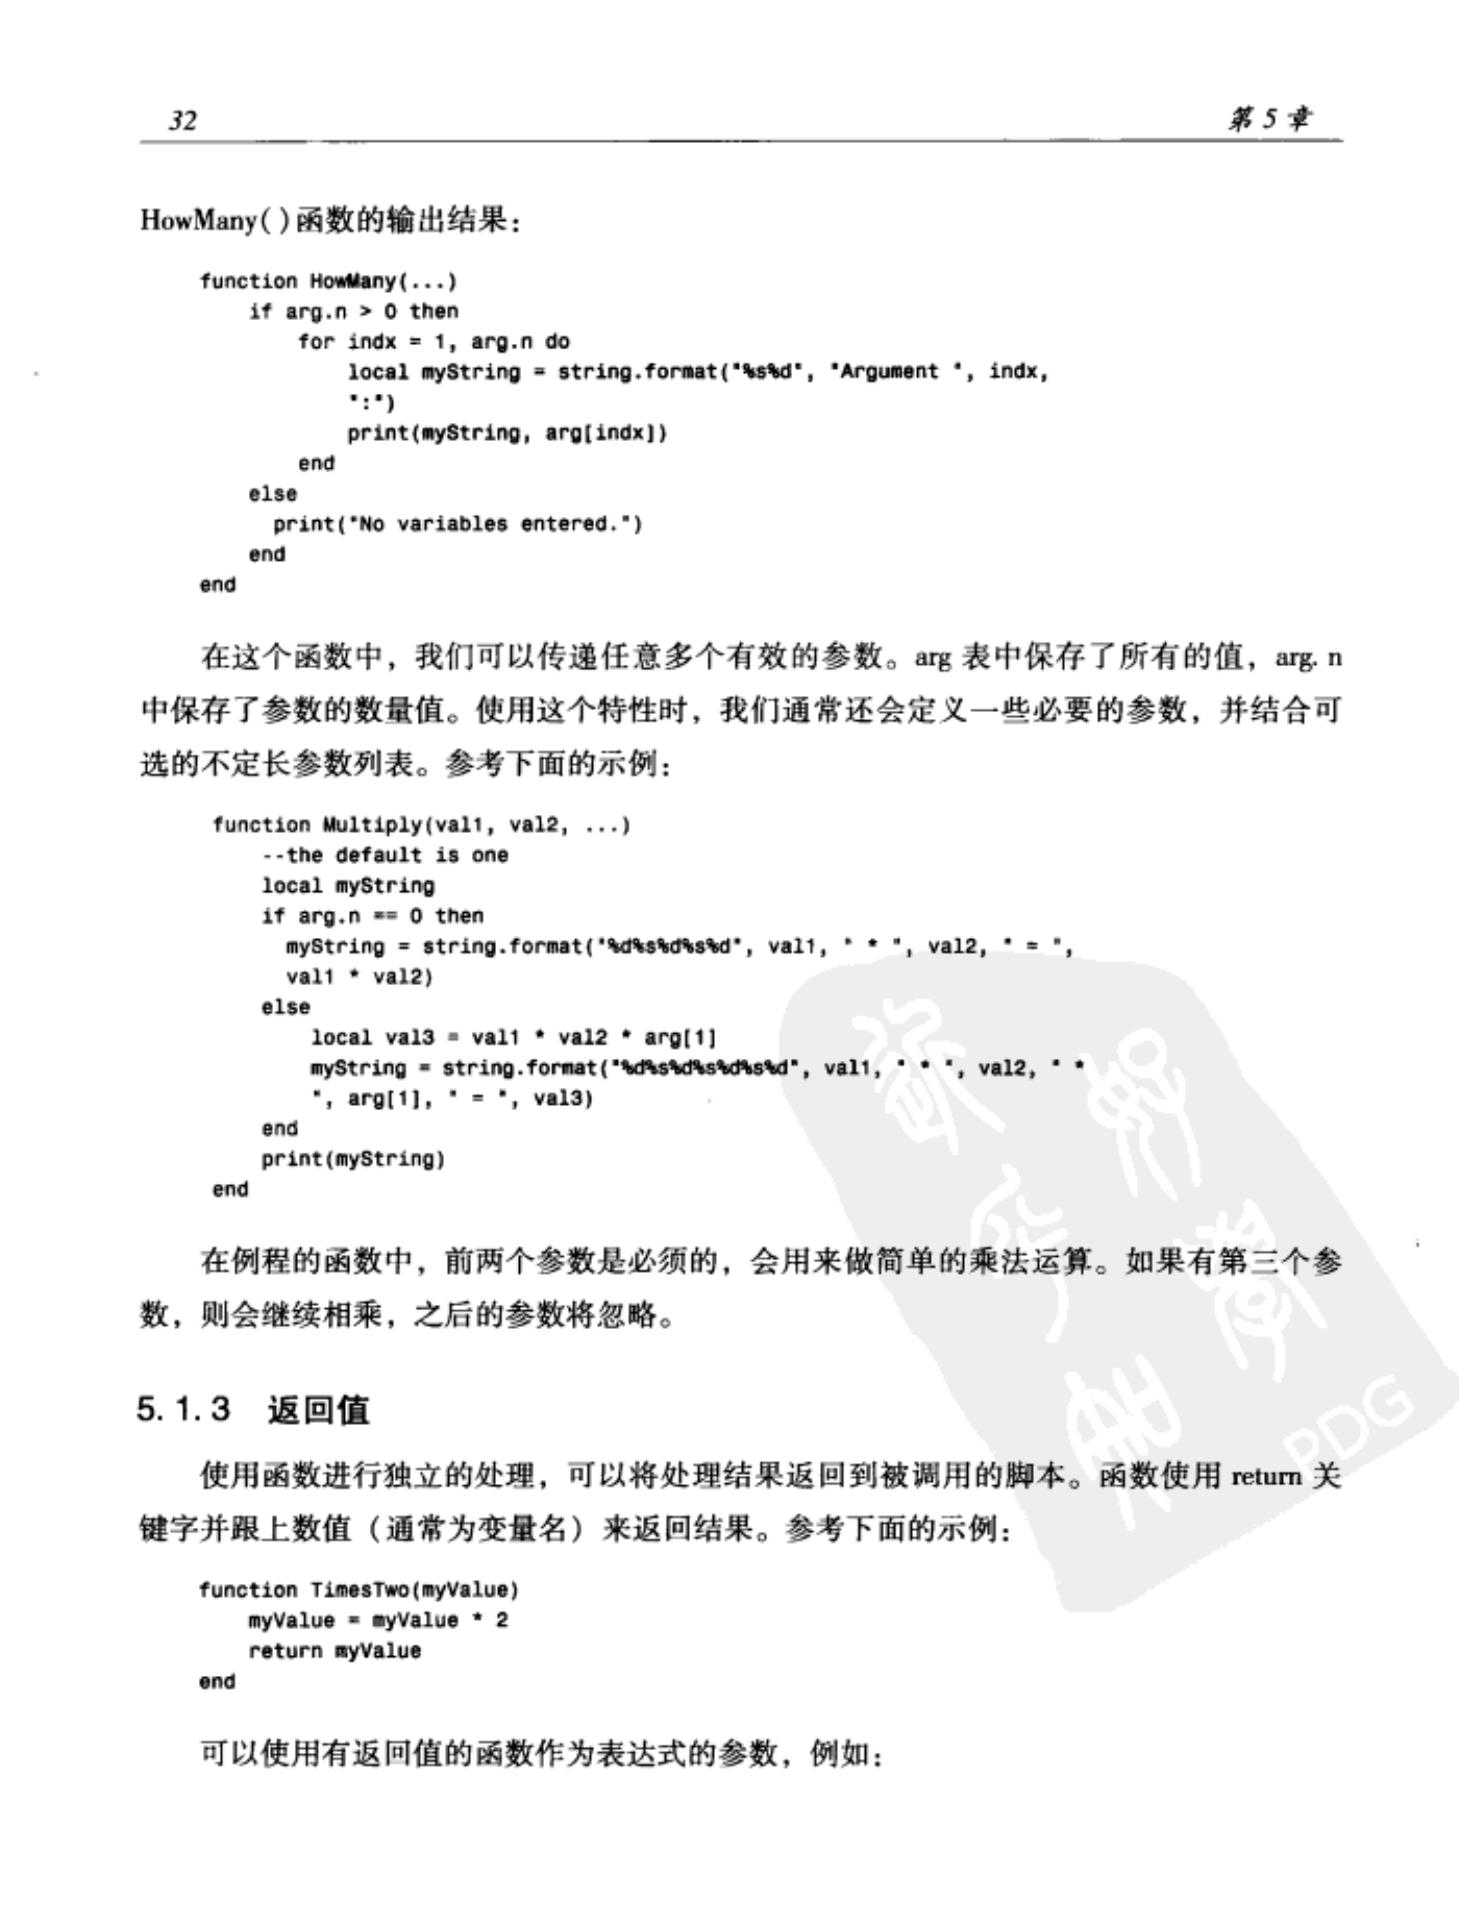 32
第 5 章
HowMany( )函数的输出结果：
function HowMany(...)
if arg.n > 0 then
for indx = 1, arg.n do
local myString = string.format("%s%d", "Argument ", indx,
":")
print(myString, arg[indx])
end
else
print("No variables entered.")
end
end
在这个函数中，我们可以传递任意多个有效的参数。arg 表中保存了所有的值，arg. n
中保存了参数的数量值。使用这个特性时，我们通常还会定义一些必要的参数，并结合可
选的不定长参数列表。参考下面的示例：
function Multiply(val1, val2, ...)
--the default is one
local myString
if arg.n == 0 then
myString = string.format("%d%s%d%s%d", val1, " * ", val2, " = ",
val1 * val2)
else
local val3 = val1 * val2 * arg[1]
myString = string.format("%d%s%d%s%d%s%d", val1, " * ", val2, " *
", arg[1], " = ", val3)
end
print(myString)
end
在例程的函数中，前两个参数是必须的，会用来做简单的乘法运算。如果有第三个参
数，则会继续相乘，之后的参数将忽略。
5. 1. 3 返回值
使用函数进行独立的处理，可以将处理结果返回到被调用的脚本。函数使用 return 关
键字并跟上数值（通常为变量名）来返回结果。参考下面的示例：
function TimesTwo(myValue)
myValue = myValue * 2
return myValue
end
可以使用有返回值的函数作为表达式的参数，例如：
PDG